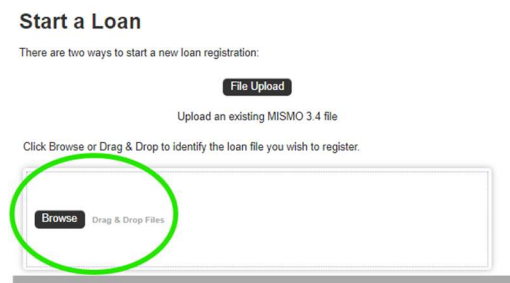 Start a Loan
There are two ways to start a new loan registration:
File Upload
Upload an existing MISMO 3.4 file
Click Browse or Drag & Drop to identify the loan file you wish to register.
Browse Drag & Drop Files